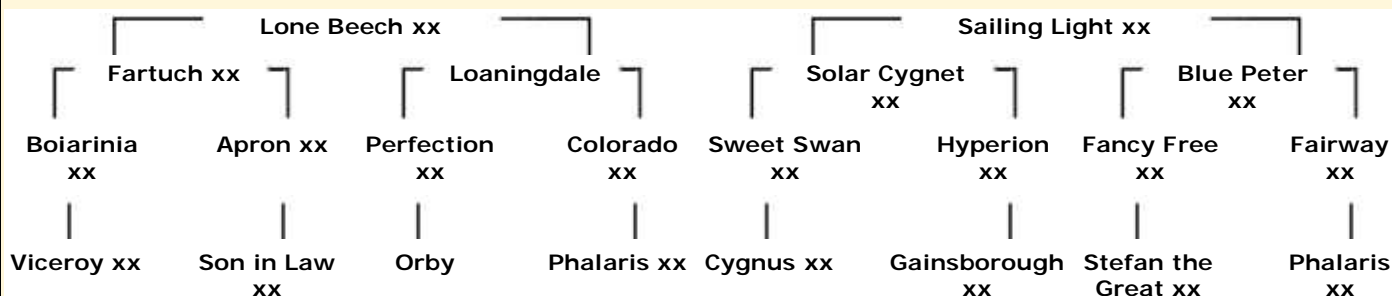 Lone Beech xx Sailing Light xx
Fartuch xx Loaningdale Solar Cygnet Blue Peter
xx xx
Boiarinia Apron xx Perfection Colorado Sweet Swan Hyperion Fancy Free Fairway
xx xx xx xx xx xx xx
Viceroy xx Son in Law Orby Phalaris xx Cygnus xx Gainsborough Stefan the Phalaris
xx xx Great xx xx